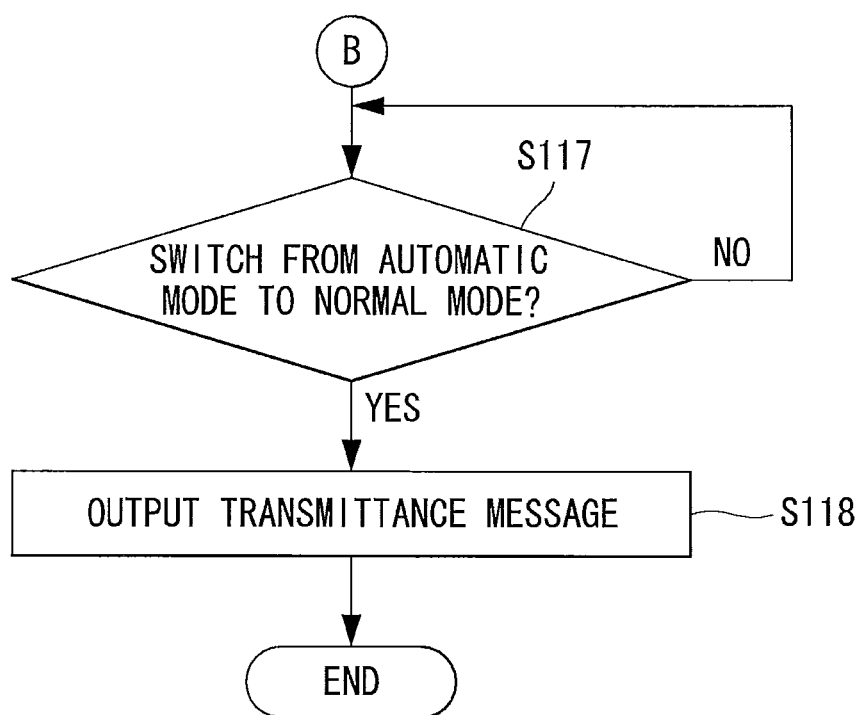 B
S117
SWITCH FROM AUTOMATIC
MODE TO NORMAL MODE?
NO
YES
OUTPUT TRANSMITTANCE MESSAGE
S118
END